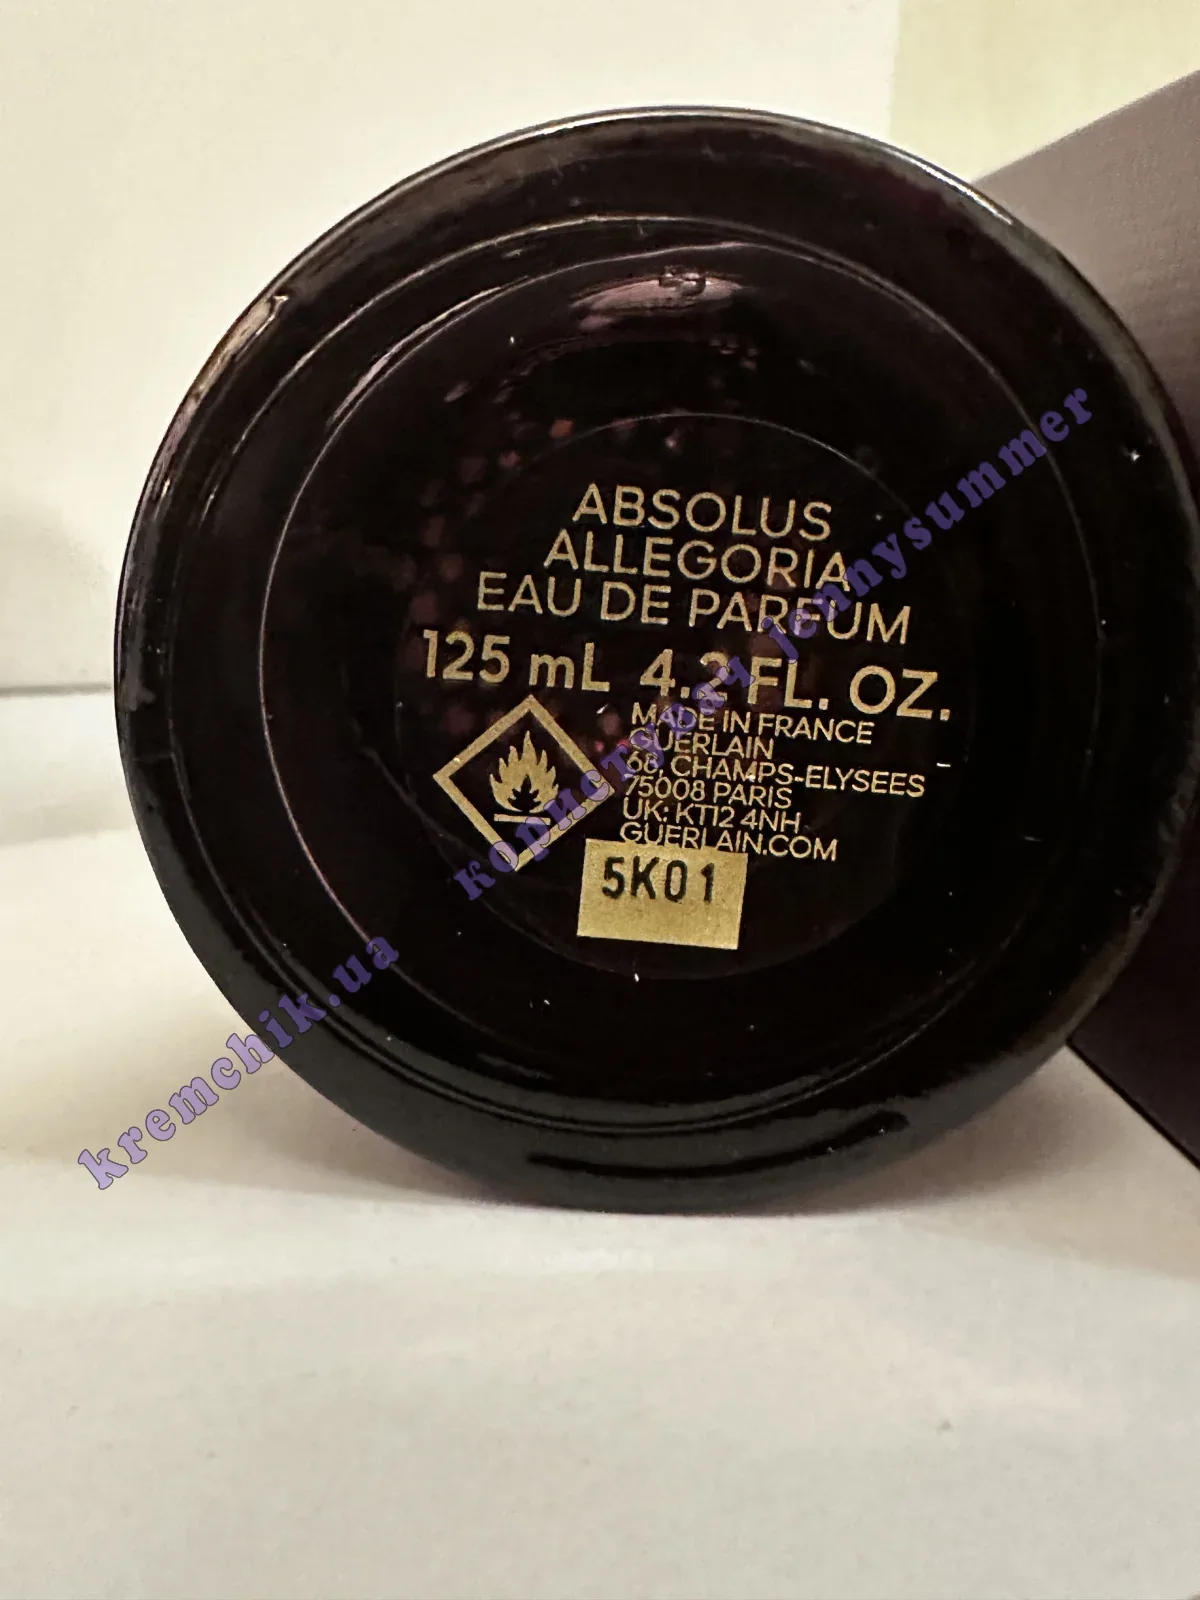 ABSOLUS
ALLEGORIA
EAU DE PARFUM
125 mL 4.2 FL. OZ.
MADE IN FRANCE
GUERLAIN
68, CHAMPS-ELYSEES
75008 PARIS
UK: KT12 4NH
GUERLAIN.COM
5K01
kremchik.ua користувач jennysummer